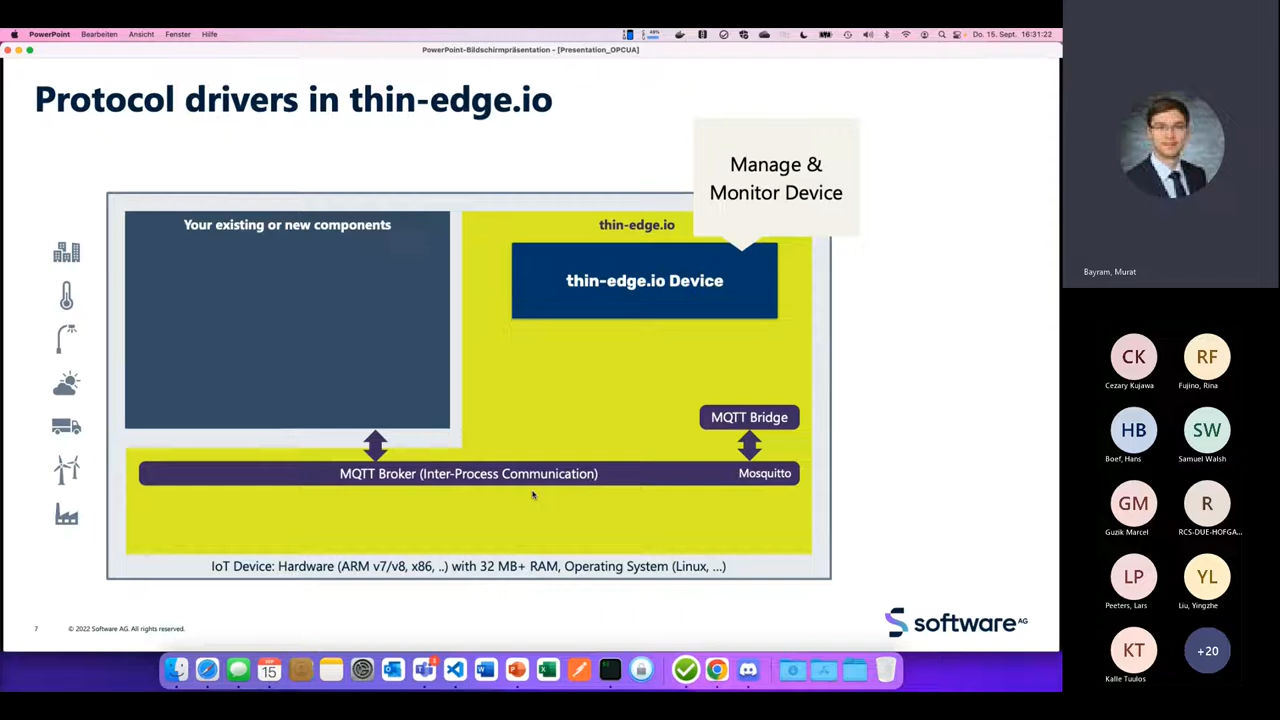 PowerPoint Bearbeiten Ansicht Fenster Hilfe
Do. 15. Sept. 16:31:22
PowerPoint-Bildschirmpräsentation - [Presentation_OPCUA]
Protocol drivers in thin-edge.io
Manage &
Monitor Device
Your existing or new components
thin-edge.io
thin-edge.io Device
MQTT Bridge
MQTT Broker (Inter-Process Communication)
Mosquitto
IoT Device: Hardware (ARM v7/v8, x86, ..) with 32 MB+ RAM, Operating System (Linux, ...)
7
© 2022 Software AG. All rights reserved.
software AG
SEP
15
Bayram, Murat
CK
RF
Cezary Kujawa
Fujino, Rina
HB
SW
Boef, Hans
Samuel Walsh
GM
R
Guzik Marcel
RCS-DUE-HOFGA...
LP
YL
Peeters, Lars
Liu, Yingzhe
KT
+20
Kalle Tuulos